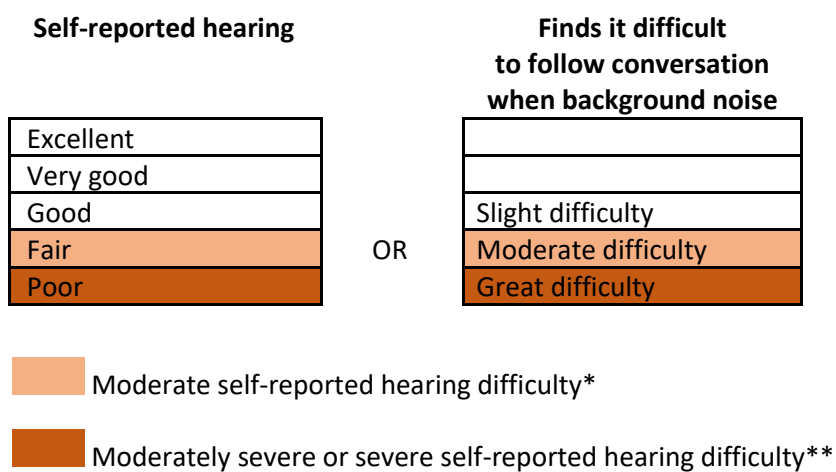 Self-reported hearing
Finds it difficult
to follow conversation
when background noise
Excellent
Very good
Good
Slight difficulty
Fair
OR
Moderate difficulty
Poor
Great difficulty
Moderate self-reported hearing difficulty*
Moderately severe or severe self-reported hearing difficulty**